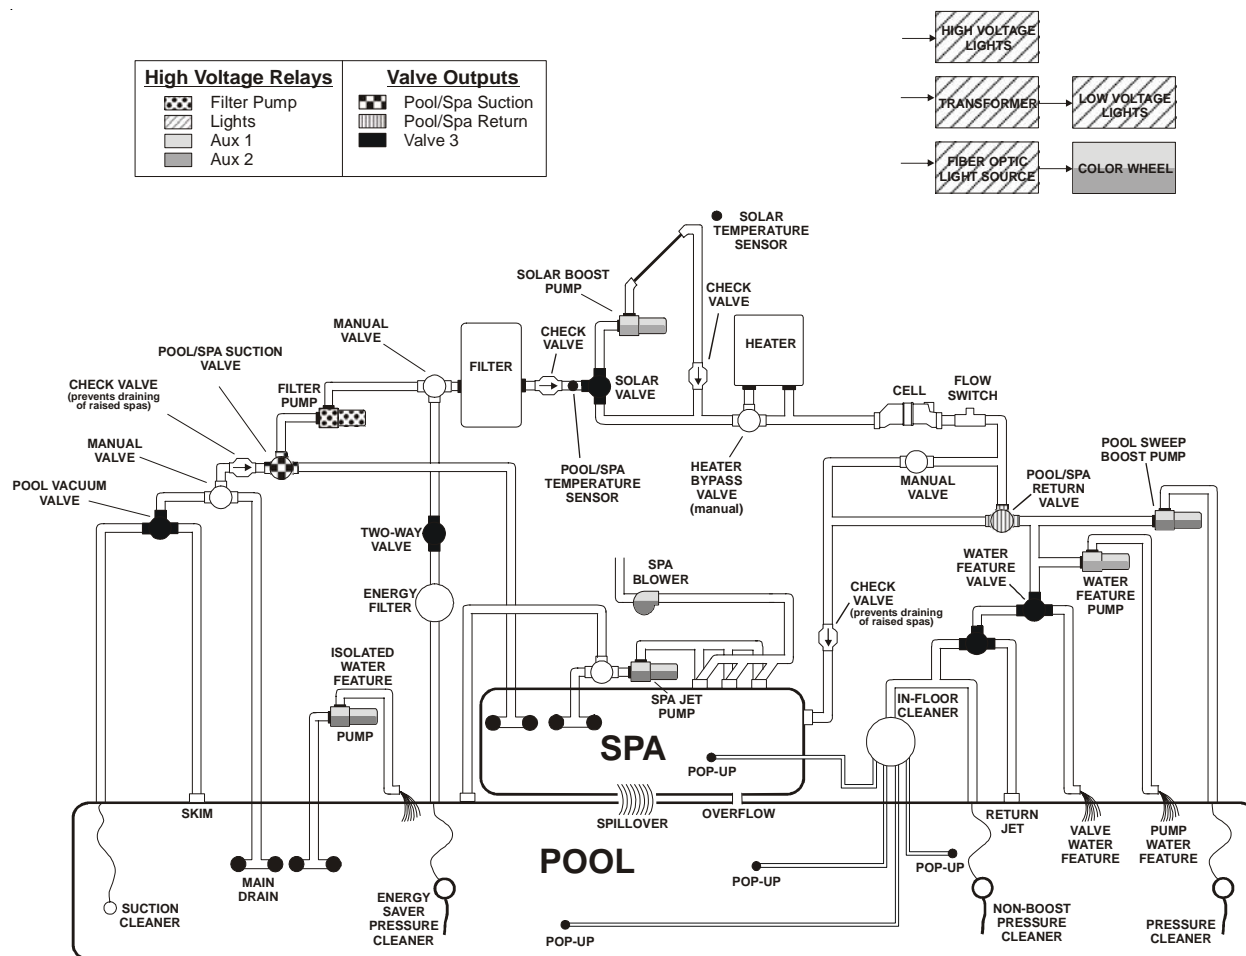 HIGH VOLTAGE
LIGHTS
TRANSFORMER
LOW VOLTAGE
LIGHTS
FIBER OPTIC
LIGHT SOURCE
COLOR WHEEL
High Voltage Relays
Filter Pump
Lights
Aux 1
Aux 2
Valve Outputs
Pool/Spa Suction
Pool/Spa Return
Valve 3
SOLAR
TEMPERATURE
SENSOR
SOLAR BOOST
PUMP
CHECK
VALVE
MANUAL
VALVE
CHECK
VALVE
HEATER
POOL/SPA SUCTION
VALVE
FILTER
SOLAR
VALVE
CHECK VALVE
(prevents draining
of raised spas)
FILTER
PUMP
CELL
FLOW
SWITCH
MANUAL
VALVE
POOL SWEEP
BOOST PUMP
POOL VACUUM
VALVE
POOL/SPA
TEMPERATURE
SENSOR
HEATER
BYPASS
VALVE
(manual)
MANUAL
VALVE
POOL/SPA
RETURN
VALVE
TWO-WAY
VALVE
WATER
FEATURE
VALVE
SPA
BLOWER
ENERGY
FILTER
WATER
FEATURE
PUMP
CHECK
VALVE
(prevents draining
of raised spas)
ISOLATED
WATER
FEATURE
PUMP
SPA JET
PUMP
IN-FLOOR
CLEANER
SPA
POP-UP
SKIM
SPILLOVER
OVERFLOW
RETURN
JET
VALVE
WATER
FEATURE
PUMP
WATER
FEATURE
POOL
MAIN
DRAIN
POP-UP
POP-UP
SUCTION
CLEANER
ENERGY
SAVER
PRESSURE
CLEANER
POP-UP
NON-BOOST
PRESSURE
CLEANER
PRESSURE
CLEANER